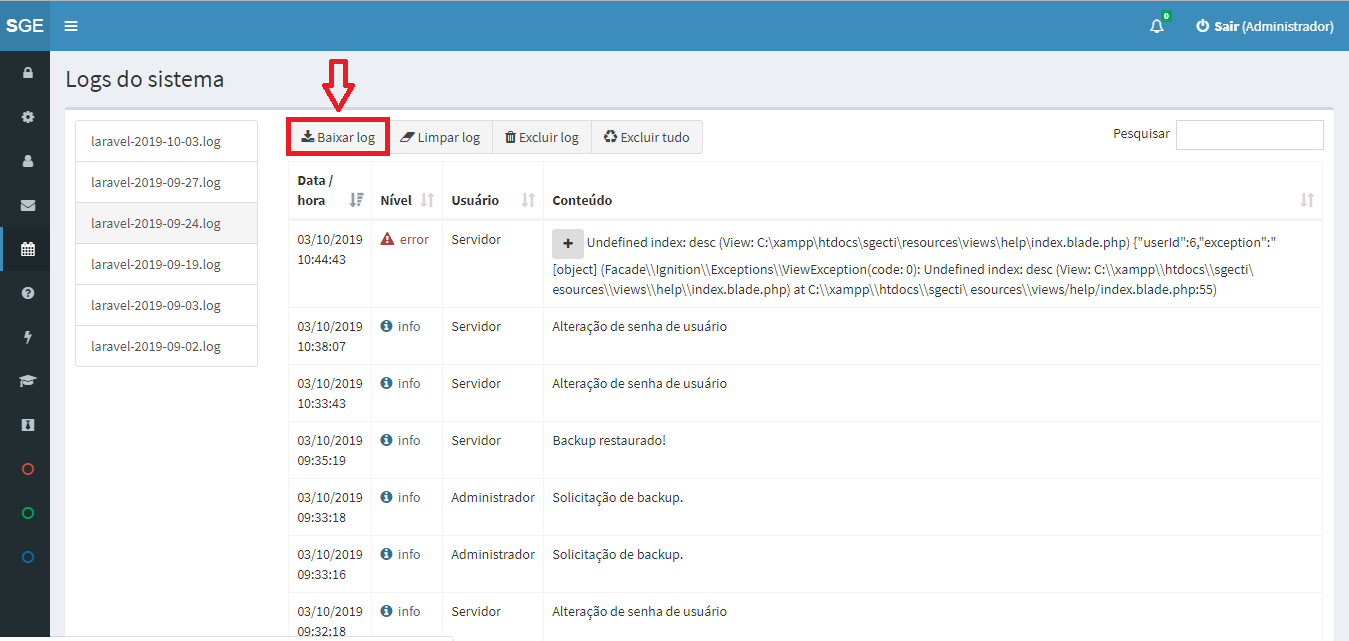 SGE
0
Sair (Administrador)
Logs do sistema
laravel-2019-10-03.log
laravel-2019-09-27.log
laravel-2019-09-24.log
laravel-2019-09-19.log
laravel-2019-09-03.log
laravel-2019-09-02.log
Baixar log Limpar log Excluir log Excluir tudo
Pesquisar
Data /
hora Nível Usuário Conteúdo
03/10/2019 error Servidor + Undefined index: desc (View: C:\xampp\htdocs\sgecti\resources\views\help\index.blade.php) {"userId":6,"exception":"
10:44:43 [object] (Facade\\Ignition\\Exceptions\\ViewException(code: 0): Undefined index: desc (View: C:\\xampp\\htdocs\\sgecti\
esources\\views\\help\\index.blade.php) at C:\\xampp\\htdocs\\sgecti\ esources\\views/help/index.blade.php:55)
03/10/2019 info Servidor Alteração de senha de usuário
10:38:07
03/10/2019 info Servidor Alteração de senha de usuário
10:33:43
03/10/2019 info Servidor Backup restaurado!
09:35:19
03/10/2019 info Administrador Solicitação de backup.
09:33:18
03/10/2019 info Administrador Solicitação de backup.
09:33:16
03/10/2019 info Servidor Alteração de senha de usuário
09:32:18